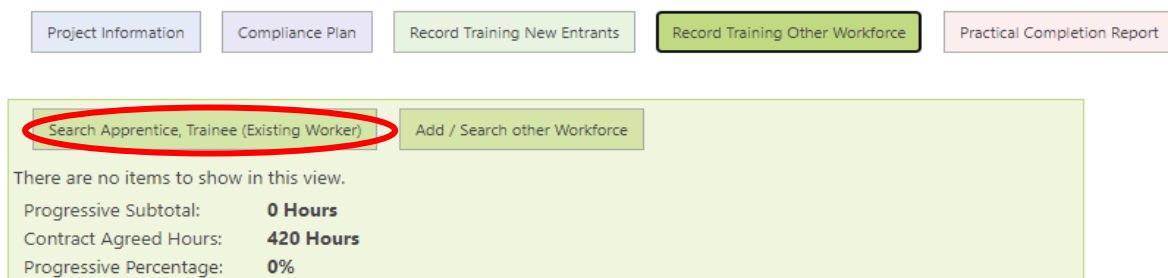 Project Information Compliance Plan Record Training New Entrants Record Training Other Workforce Practical Completion Report
Search Apprentice, Trainee (Existing Worker) Add / Search other Workforce
There are no items to show in this view.
Progressive Subtotal: 0 Hours
Contract Agreed Hours: 420 Hours
Progressive Percentage: 0%